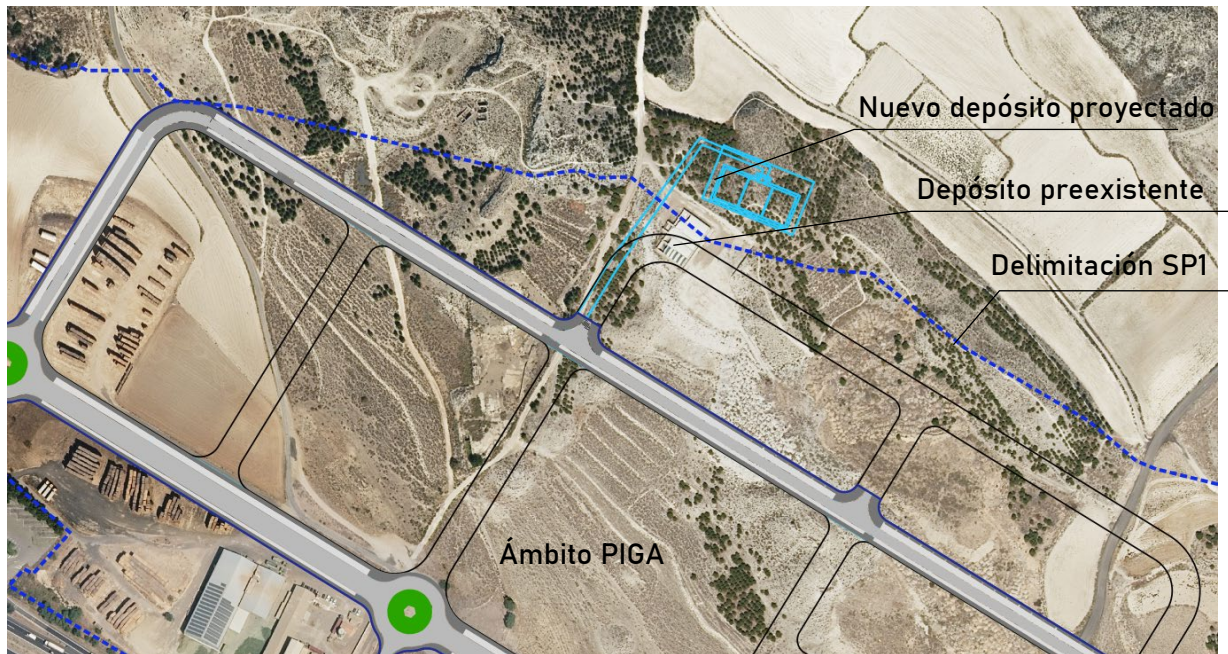 Nuevo depósito proyectado
Depósito preexistente
Delimitación SP1
Ámbito PIGA